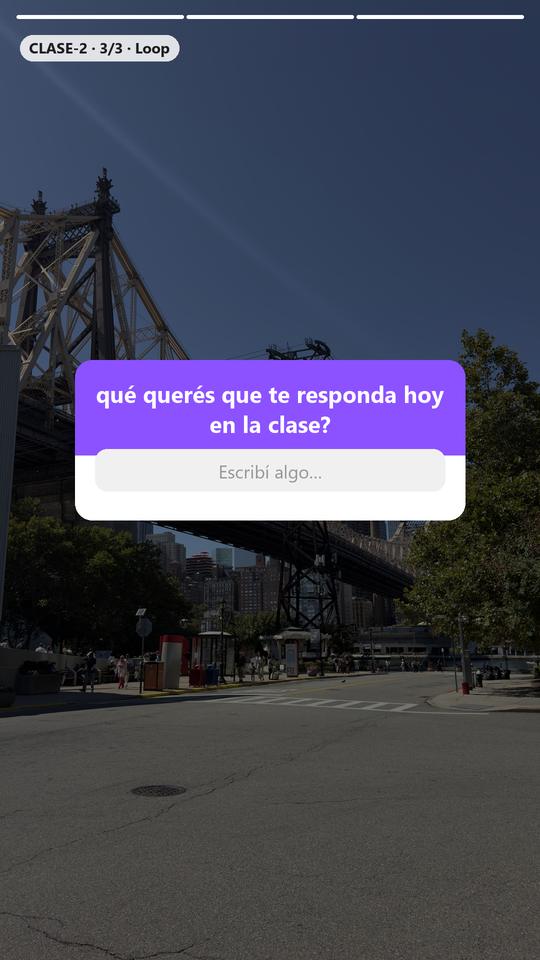 CLASE-2 · 3/3 · Loop
qué querés que te responda hoy
en la clase?
Escribí algo...